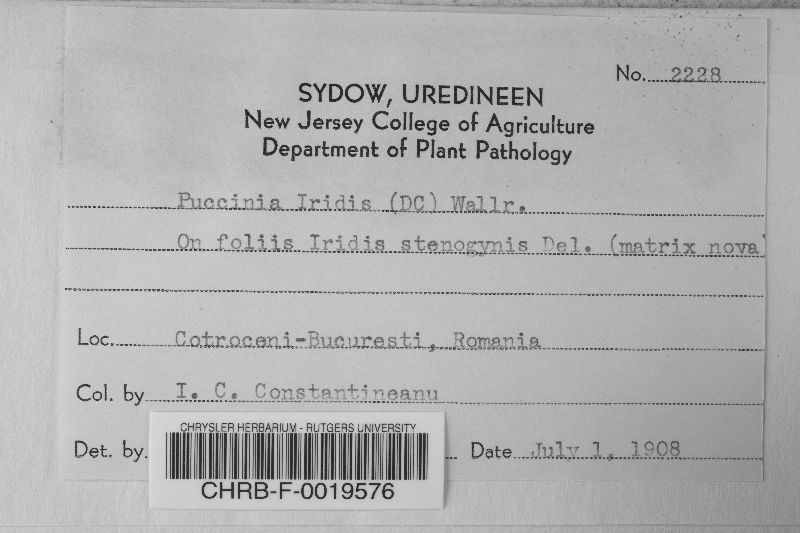 No. 2228
SYDOW, UREDINEEN
New Jersey College of Agriculture
Department of Plant Pathology
Puccinia Iridis (DC) Wallr.
On foliis Iridis stenogynis Del. (matrix nova)
Loc. Cotroceni-Bucuresti, Romania
Col. by I. C. Constantineanu
Det. by. Date July 1, 1908
CHRYSLER HERBARIUM - RUTGERS UNIVERSITY
CHRB-F-0019576